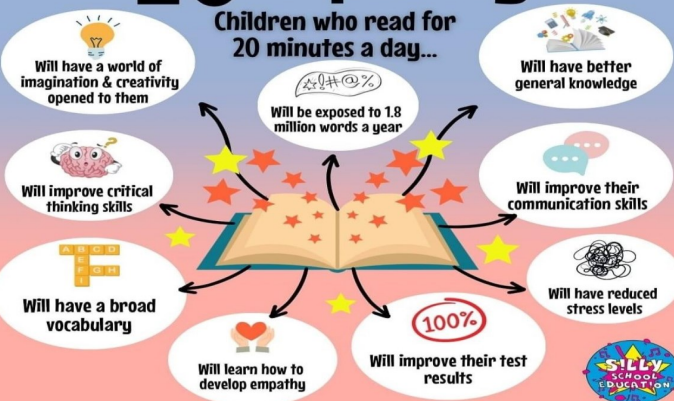 Children who read for
20 minutes a day...
Will have a world of
imagination & creativity
opened to them
☆!#@%
Will be exposed to 1.8
million words a year
Will have better
general knowledge
Will improve critical
thinking skills
Will improve their
communication skills
A B C D
E
F G H
I
Will have a broad
vocabulary
Will learn how to
develop empathy
100%
Will improve their test
results
Will have reduced
stress levels
SILLY
SCHOOL
EDUCATION